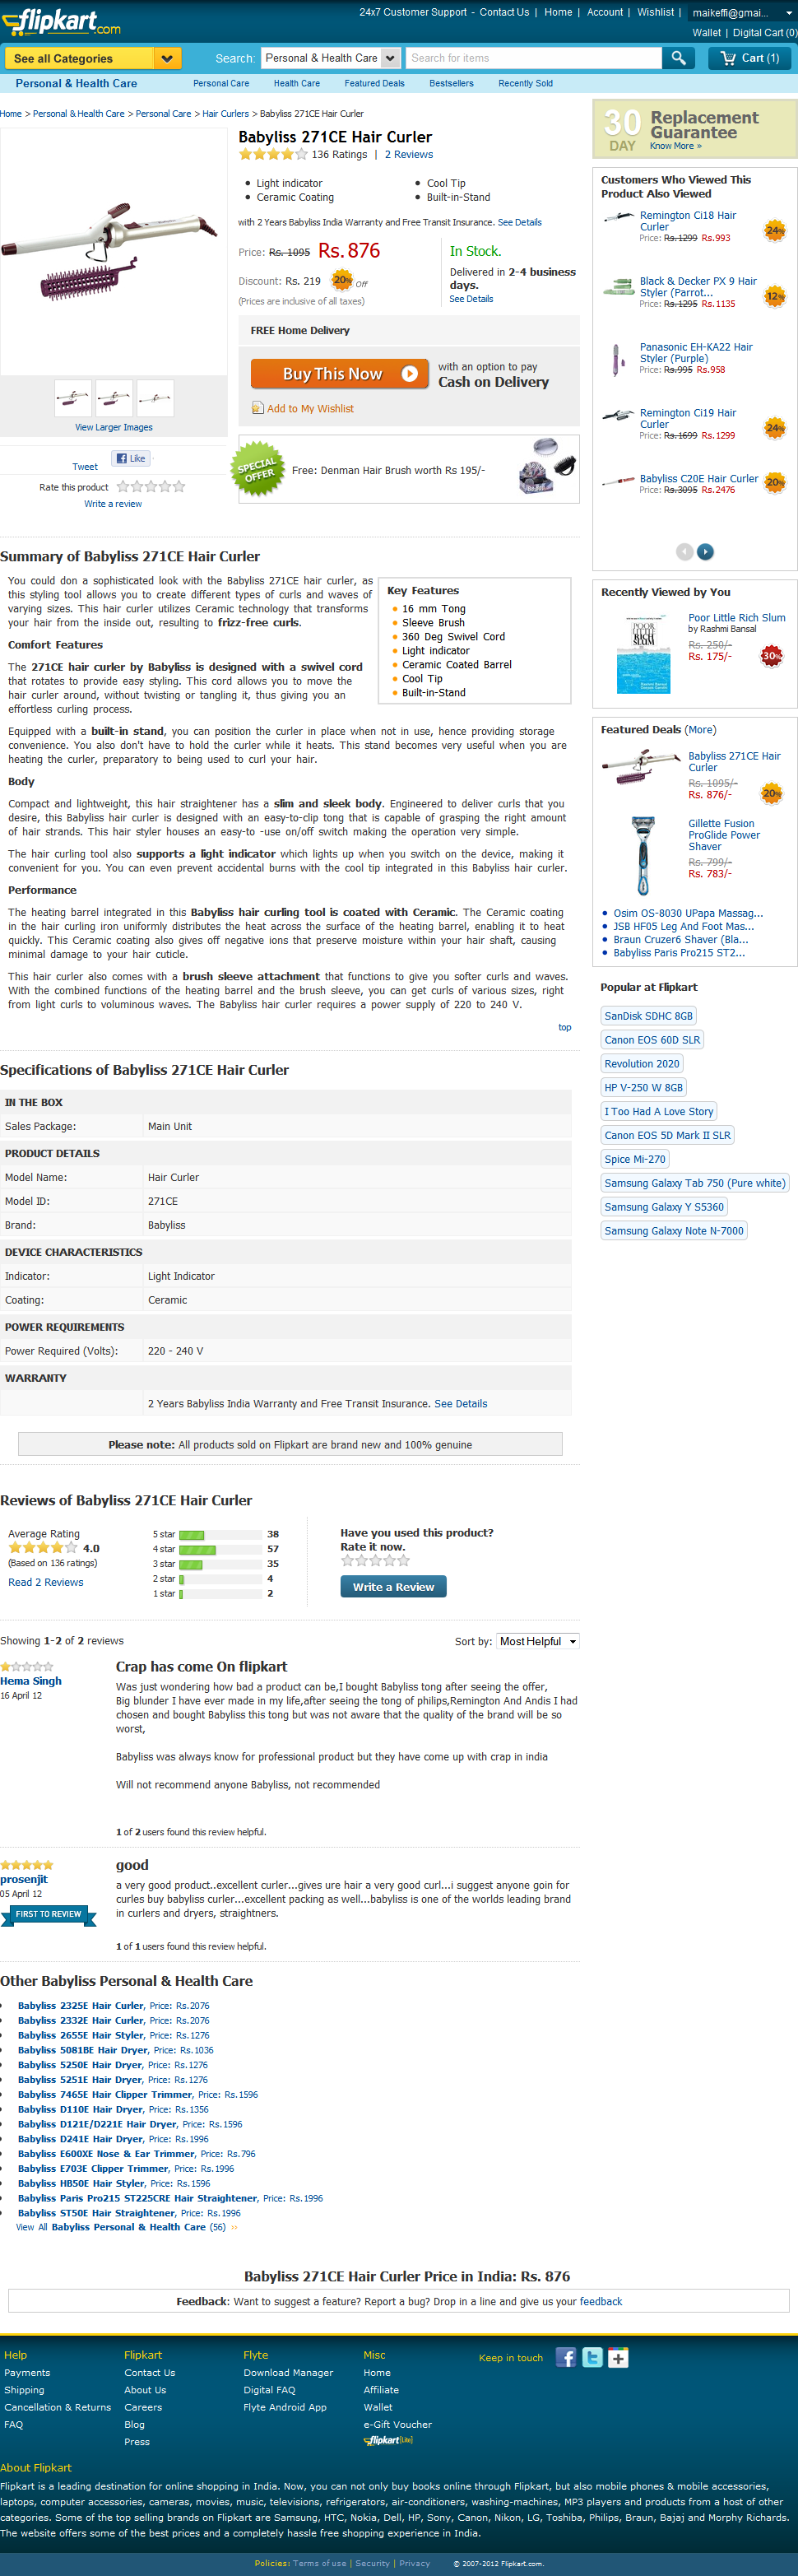 flipkart.com
24x7 Customer Support - Contact Us | Home | Account | Wishlist | maikeffi@gmai...
Wallet | Digital Cart (0)
See all Categories
Search: Personal & Health Care Search for items
Cart (1)
Personal & Health Care
Personal Care Health Care Featured Deals Bestsellers Recently Sold
Home > Personal & Health Care > Personal Care > Hair Curlers > Babyliss 271CE Hair Curler
Babyliss 271CE Hair Curler
136 Ratings | 2 Reviews
Light indicator
Cool Tip
Ceramic Coating
Built-in-Stand
with 2 Years Babyliss India Warranty and Free Transit Insurance. See Details
Price: Rs. 1095 Rs. 876
Discount: Rs. 219 20% Off
(Prices are inclusive of all taxes)
In Stock.
Delivered in 2-4 business
days.
See Details
FREE Home Delivery
Buy This Now
with an option to pay
Cash on Delivery
Add to My Wishlist
SPECIAL OFFER
Free: Denman Hair Brush worth Rs 195/-
View Larger Images
Tweet Like
Rate this product
Write a review
30 DAY
Replacement
Guarantee
Know More »
Customers Who Viewed This
Product Also Viewed
Remington Ci18 Hair
Curler
Price: Rs.1299 Rs.993
24%
Black & Decker PX 9 Hair
Styler (Parrot...
Price: Rs.1295 Rs.1135
12%
Panasonic EH-KA22 Hair
Styler (Purple)
Price: Rs.995 Rs.958
Remington Ci19 Hair
Curler
Price: Rs.1699 Rs.1299
24%
Babyliss C20E Hair Curler
Price: Rs.3095 Rs.2476
20%
Recently Viewed by You
POOR
LITTLE
RICH
SLUM
Poor Little Rich Slum
by Rashmi Bansal
Rs. 250/-
Rs. 175/-
30%
Featured Deals (More)
Babyliss 271CE Hair
Curler
Rs. 1095/-
Rs. 876/-
20%
Gillette Fusion
ProGlide Power
Shaver
Rs. 799/-
Rs. 783/-
Osim OS-8030 UPapa Massag...
JSB HF05 Leg And Foot Mas...
Braun Cruzer6 Shaver (Bla...
Babyliss Paris Pro215 ST2...
Popular at Flipkart
SanDisk SDHC 8GB
Canon EOS 60D SLR
Revolution 2020
HP V-250 W 8GB
I Too Had A Love Story
Canon EOS 5D Mark II SLR
Spice Mi-270
Samsung Galaxy Tab 750 (Pure white)
Samsung Galaxy Y S5360
Samsung Galaxy Note N-7000
Summary of Babyliss 271CE Hair Curler
You could don a sophisticated look with the Babyliss 271CE hair curler, as
this styling tool allows you to create different types of curls and waves of
varying sizes. This hair curler utilizes Ceramic technology that transforms
your hair from the inside out, resulting to frizz-free curls.
Key Features
16 mm Tong
Sleeve Brush
360 Deg Swivel Cord
Light indicator
Ceramic Coated Barrel
Cool Tip
Built-in-Stand
Comfort Features
The 271CE hair curler by Babyliss is designed with a swivel cord
that rotates to provide easy styling. This cord allows you to move the
hair curler around, without twisting or tangling it, thus giving you an
effortless curling process.
Equipped with a built-in stand, you can position the curler in place when not in use, hence providing storage
convenience. You also don't have to hold the curler while it heats. This stand becomes very useful when you are
heating the curler, preparatory to being used to curl your hair.
Body
Compact and lightweight, this hair straightener has a slim and sleek body. Engineered to deliver curls that you
desire, this Babyliss hair curler is designed with an easy-to-clip tong that is capable of grasping the right amount
of hair strands. This hair styler houses an easy-to -use on/off switch making the operation very simple.
The hair curling tool also supports a light indicator which lights up when you switch on the device, making it
convenient for you. You can even prevent accidental burns with the cool tip integrated in this Babyliss hair curler.
Performance
The heating barrel integrated in this Babyliss hair curling tool is coated with Ceramic. The Ceramic coating
in the hair curling iron uniformly distributes the heat across the surface of the heating barrel, enabling it to heat
quickly. This Ceramic coating also gives off negative ions that preserve moisture within your hair shaft, causing
minimal damage to your hair cuticle.
This hair curler also comes with a brush sleeve attachment that functions to give you softer curls and waves.
With the combined functions of the heating barrel and the brush sleeve, you can get curls of various sizes, right
from light curls to voluminous waves. The Babyliss hair curler requires a power supply of 220 to 240 V.
top
Specifications of Babyliss 271CE Hair Curler
IN THE BOX
Sales Package: Main Unit
PRODUCT DETAILS
Model Name: Hair Curler
Model ID: 271CE
Brand: Babyliss
DEVICE CHARACTERISTICS
Indicator: Light Indicator
Coating: Ceramic
POWER REQUIREMENTS
Power Required (Volts): 220 - 240 V
WARRANTY
2 Years Babyliss India Warranty and Free Transit Insurance. See Details
Please note: All products sold on Flipkart are brand new and 100% genuine
Reviews of Babyliss 271CE Hair Curler
Average Rating
4.0
(Based on 136 ratings)
Read 2 Reviews
5 star 38
4 star 57
3 star 35
2 star 4
1 star 2
Have you used this product?
Rate it now.
Write a Review
Showing 1-2 of 2 reviews
Sort by: Most Helpful
Hema Singh
16 April 12
Crap has come On flipkart
Was just wondering how bad a product can be,I bought Babyliss tong after seeing the offer,
Big blunder I have ever made in my life,after seeing the tong of philips,Remington And Andis I had
chosen and bought Babyliss this tong but was not aware that the quality of the brand will be so
worst,
Babyliss was always know for professional product but they have come up with crap in india
Will not recommend anyone Babyliss, not recommended
1 of 2 users found this review helpful.
prosenjit
05 April 12
FIRST TO REVIEW
good
a very good product..excellent curler...gives ure hair a very good curl...i suggest anyone goin for
curles buy babyliss curler...excellent packing as well...babyliss is one of the worlds leading brand
in curlers and dryers, straightners.
1 of 1 users found this review helpful.
Other Babyliss Personal & Health Care
Babyliss 2325E Hair Curler, Price: Rs.2076
Babyliss 2332E Hair Curler, Price: Rs.2076
Babyliss 2655E Hair Styler, Price: Rs.1276
Babyliss 5081BE Hair Dryer, Price: Rs.1036
Babyliss 5250E Hair Dryer, Price: Rs.1276
Babyliss 5251E Hair Dryer, Price: Rs.1276
Babyliss 7465E Hair Clipper Trimmer, Price: Rs.1596
Babyliss D110E Hair Dryer, Price: Rs.1356
Babyliss D121E/D221E Hair Dryer, Price: Rs.1596
Babyliss D241E Hair Dryer, Price: Rs.1996
Babyliss E600XE Nose & Ear Trimmer, Price: Rs.796
Babyliss E703E Clipper Trimmer, Price: Rs.1996
Babyliss HB50E Hair Styler, Price: Rs.1596
Babyliss Paris Pro215 ST225CRE Hair Straightener, Price: Rs.1996
Babyliss ST50E Hair Straightener, Price: Rs.1996
View All Babyliss Personal & Health Care (56) »
Babyliss 271CE Hair Curler Price in India: Rs. 876
Feedback: Want to suggest a feature? Report a bug? Drop in a line and give us your feedback
Help
Payments
Shipping
Cancellation & Returns
FAQ
Flipkart
Contact Us
About Us
Careers
Blog
Press
Flyte
Download Manager
Digital FAQ
Flyte Android App
Misc
Home
Affiliate
Wallet
e-Gift Voucher
flipkart[Lite]
Keep in touch
About Flipkart
Flipkart is a leading destination for online shopping in India. Now, you can not only buy books online through Flipkart, but also mobile phones & mobile accessories,
laptops, computer accessories, cameras, movies, music, televisions, refrigerators, air-conditioners, washing-machines, MP3 players and products from a host of other
categories. Some of the top selling brands on Flipkart are Samsung, HTC, Nokia, Dell, HP, Sony, Canon, Nikon, LG, Toshiba, Philips, Braun, Bajaj and Morphy Richards.
The website offers some of the best prices and a completely hassle free shopping experience in India.
Policies: Terms of use | Security | Privacy © 2007-2012 Flipkart.com.